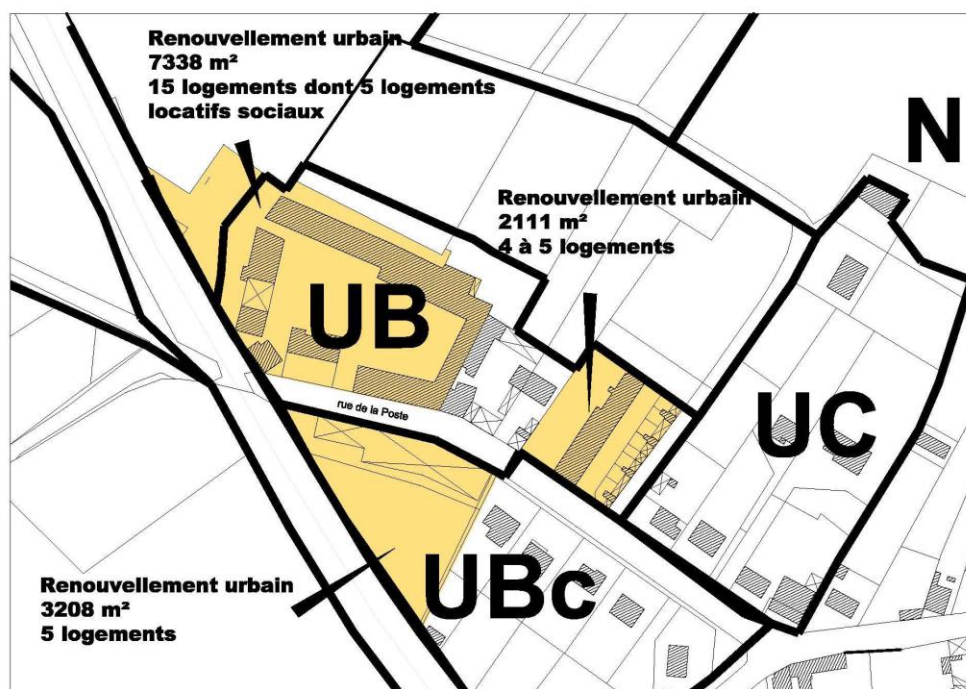 Renouvellement urbain
7338 m²
15 logements dont 5 logements
locatifs sociaux
N
Renouvellement urbain
2111 m²
4 à 5 logements
UB
UC
rue de la Poste
UBc
Renouvellement urbain
3208 m²
5 logements